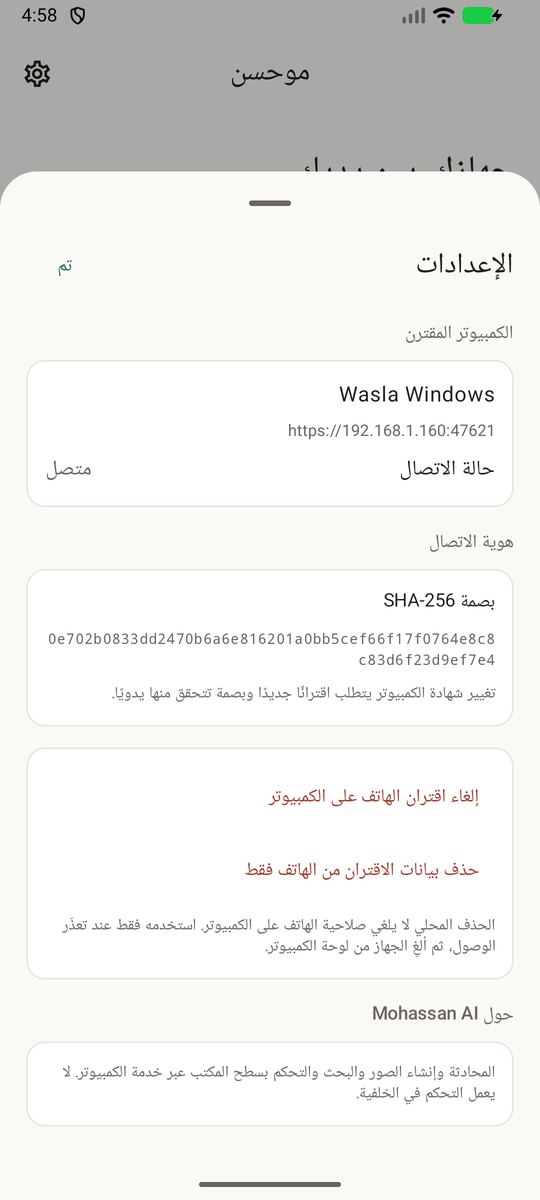 4:58
موحسن
الإعدادات
تم
الكمبيوتر المقترن
Wasla Windows
https://192.168.1.160:47621
حالة الاتصال
متصل
هوية الاتصال
بصمة SHA-256
0e702b0833dd2470b6a6e816201a0bb5cef66f17f0764e8c8
c83d6f23d9ef7e4
تغيير شهادة الكمبيوتر يتطلب اقترانًا جديدًا وبصمة تتحقق منها يدويًا.
إلغاء اقتران الهاتف على الكمبيوتر
حذف بيانات الاقتران من الهاتف فقط
الحذف المحلي لا يلغي صلاحية الهاتف على الكمبيوتر. استخدمه فقط عند تعذّر
الوصول، ثم ألغِ الجهاز من لوحة الكمبيوتر.
حول Mohassan AI
المحادثة وإنشاء الصور والبحث والتحكم بسطح المكتب عبر خدمة الكمبيوتر. لا
يعمل التحكم في الخلفية.